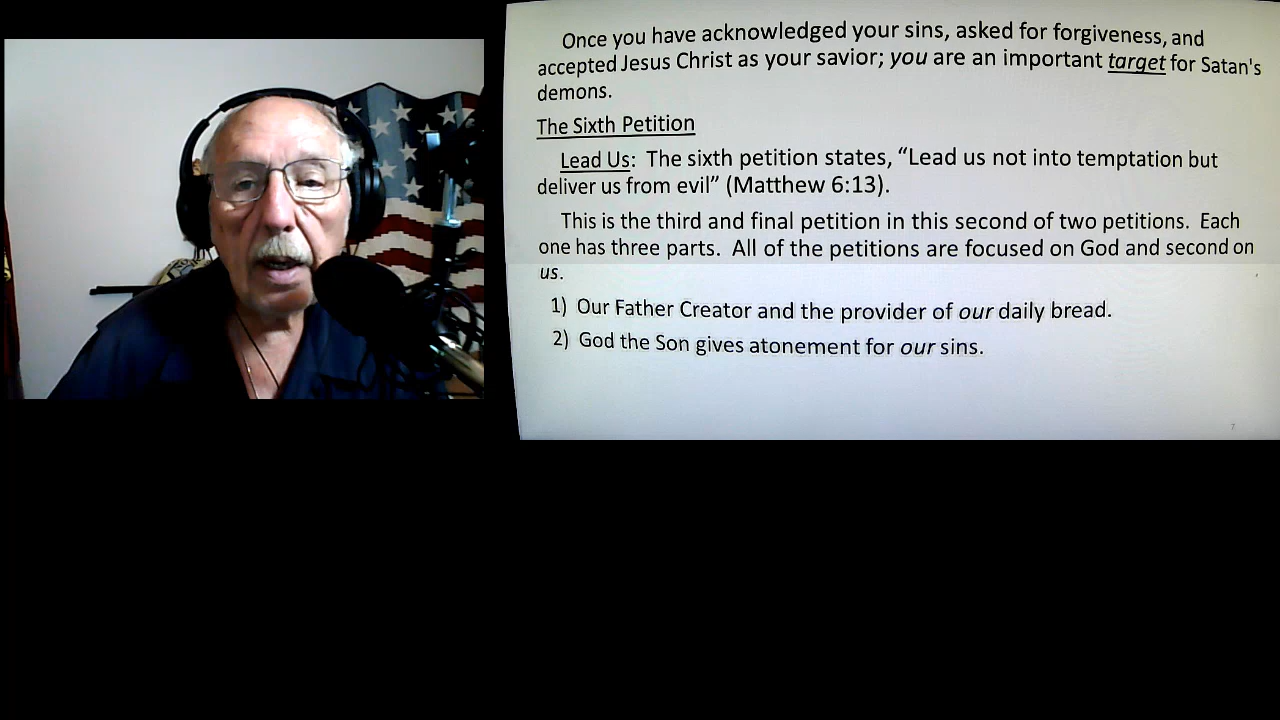 Once you have acknowledged your sins, asked for forgiveness, and
accepted Jesus Christ as your savior; you are an important target for Satan's
demons.
The Sixth Petition
Lead Us: The sixth petition states, “Lead us not into temptation but
deliver us from evil” (Matthew 6:13).
This is the third and final petition in this second of two petitions. Each
one has three parts. All of the petitions are focused on God and second on
us.
1) Our Father Creator and the provider of our daily bread.
2) God the Son gives atonement for our sins.
7